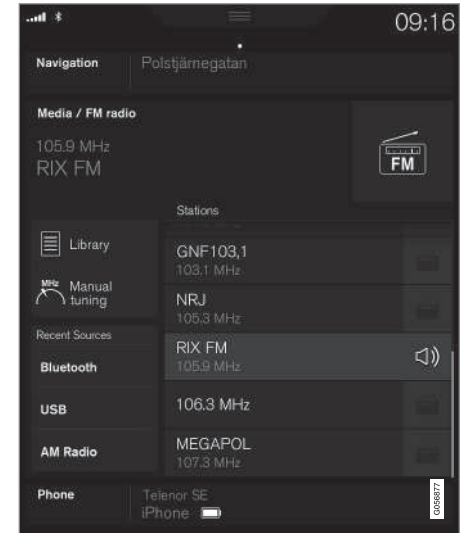 09:16
Navigation
Polstjärnegatan
Media / FM radio
105.9 MHz
RIX FM
FM
Stations
Library
MHz
Manual
tuning
Recent Sources
Bluetooth
USB
AM Radio
GNF103,1
103.1 MHz
NRJ
105.3 MHz
RIX FM
105.9 MHz
106.3 MHz
MEGAPOL
107.3 MHz
Phone
Telenor SE
iPhone
G056877